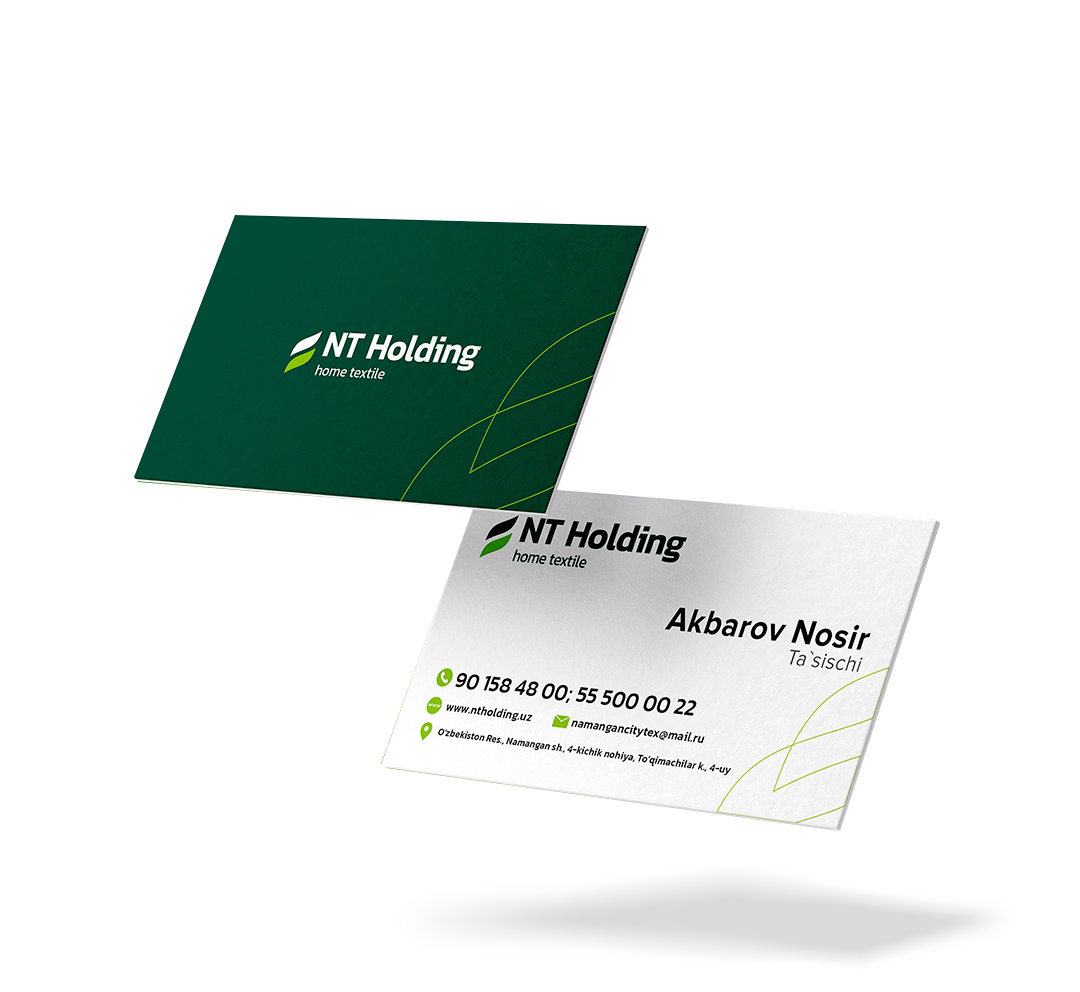 NT Holding
home textile
NT Holding
home textile
Akbarov Nosir
Ta`sischi
90 158 48 00; 55 500 00 22
www www.ntholding.uz namangancitytex@mail.ru
O'zbekiston Res., Namangan sh., 4-kichik nohiya, To'qimachilar k., 4-uy